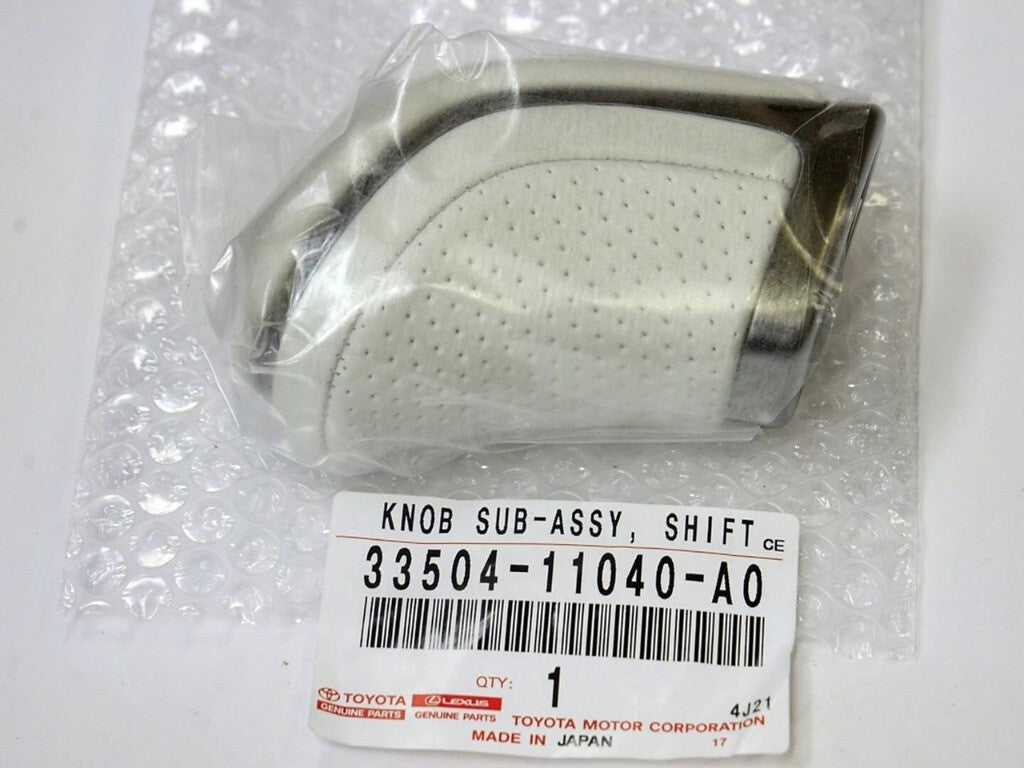 KNOB SUB-ASSY, SHIFT CE
33504-11040-A0
QTY: 1
4J21
TOYOTA LEXUS
GENUINE PARTS GENUINE PARTS TOYOTA MOTOR CORPORATION
MADE IN JAPAN 17